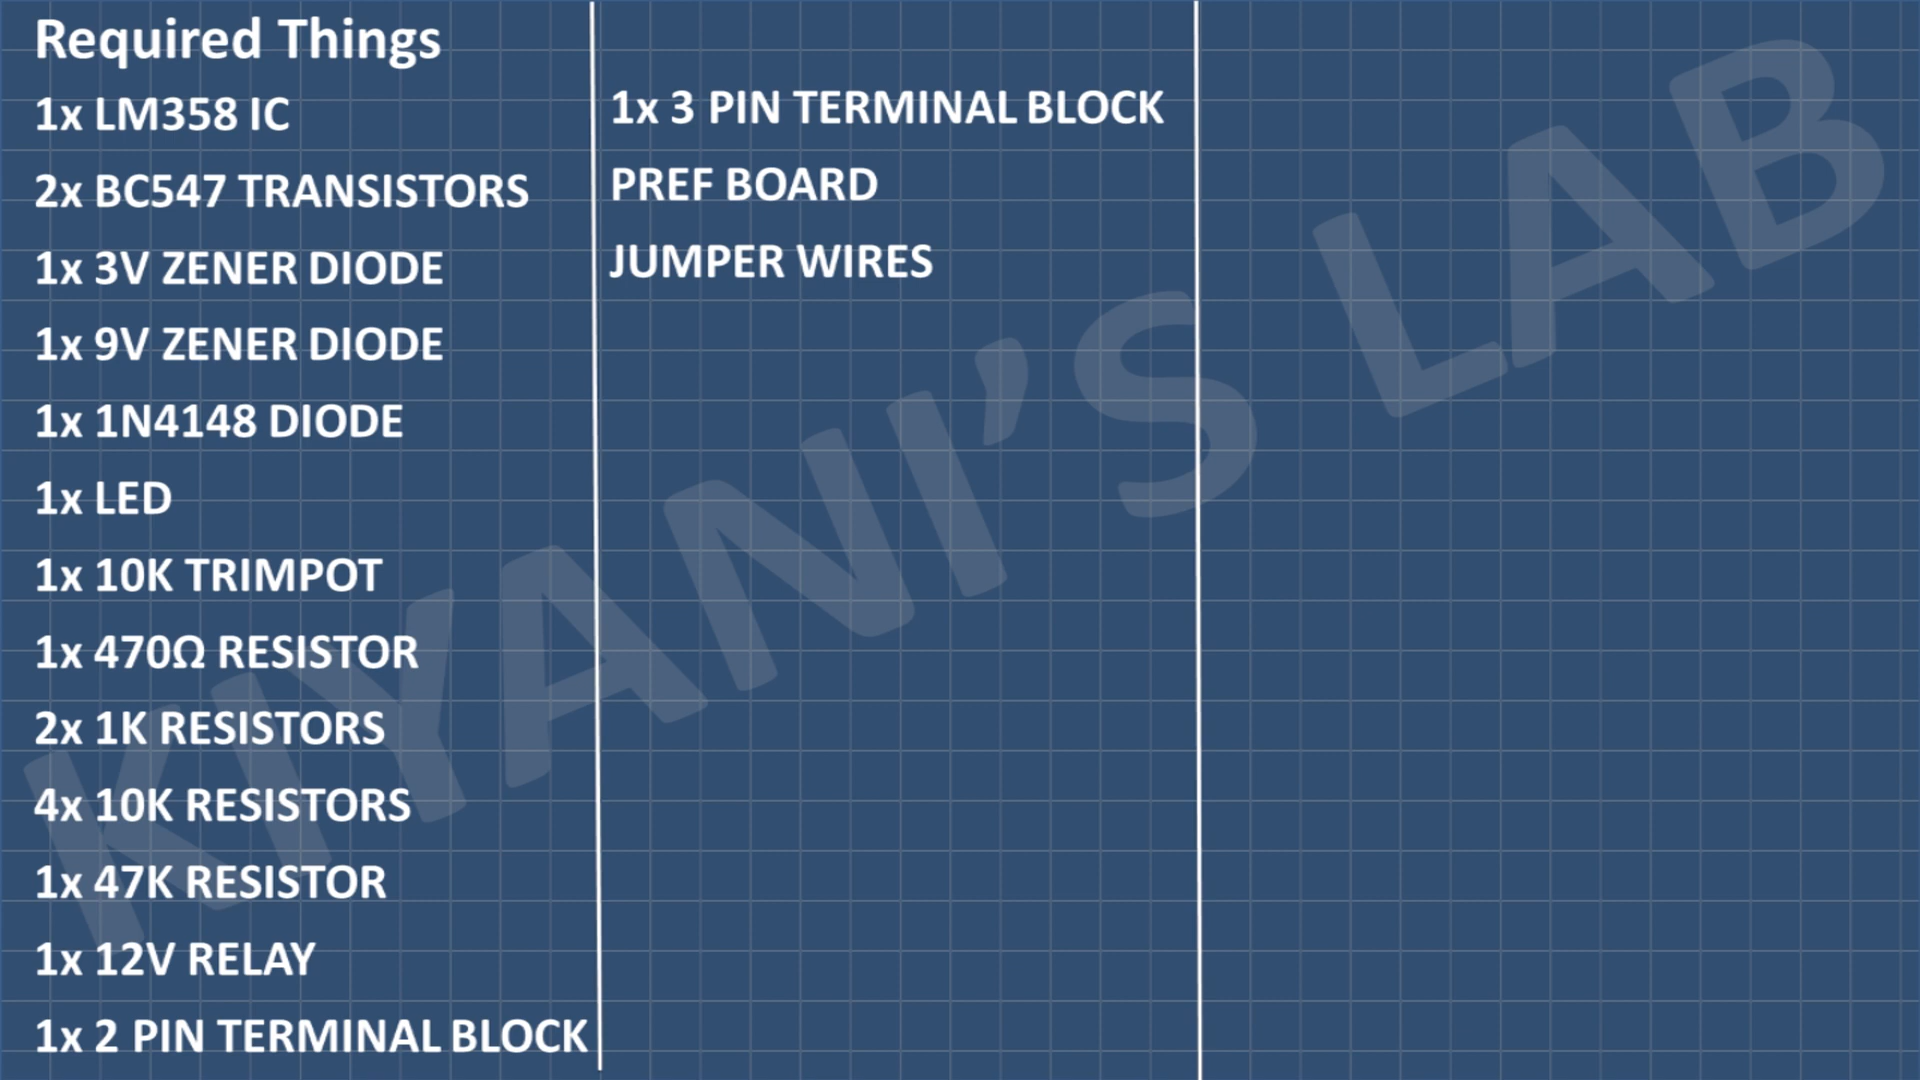 Required Things
1x LM358 IC
2x BC547 TRANSISTORS
1x 3V ZENER DIODE
1x 9V ZENER DIODE
1x 1N4148 DIODE
1x LED
1x 10K TRIMPOT
1x 470Ω RESISTOR
2x 1K RESISTORS
4x 10K RESISTORS
1x 47K RESISTOR
1x 12V RELAY
1x 2 PIN TERMINAL BLOCK
1x 3 PIN TERMINAL BLOCK
PREF BOARD
JUMPER WIRES
KIYANI'S LAB